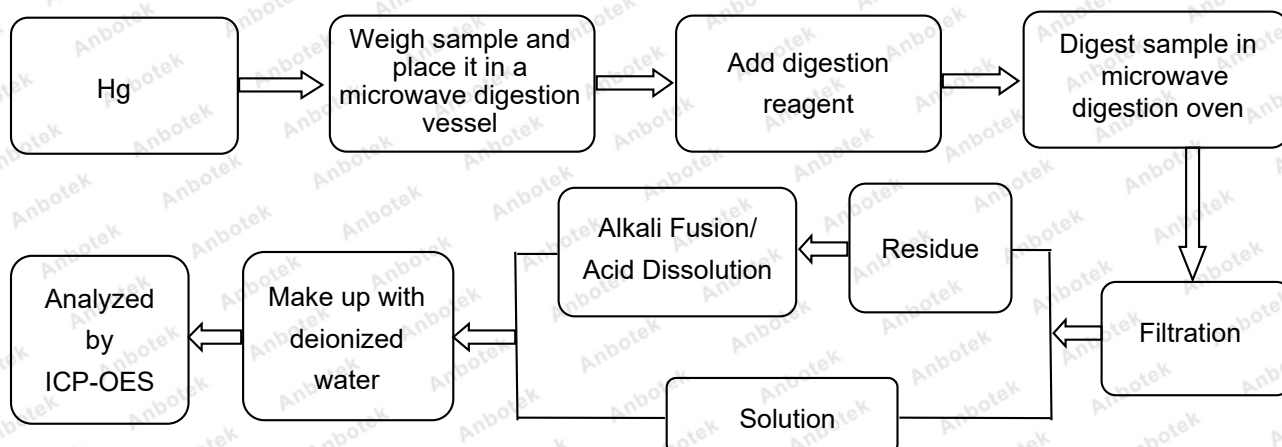 Hg
Weigh sample and
place it in a
microwave digestion
vessel
Add digestion
reagent
Digest sample in
microwave
digestion oven
Filtration
Residue
Alkali Fusion/
Acid Dissolution
Solution
Make up with
deionized
water
Analyzed
by
ICP-OES
Anbotek